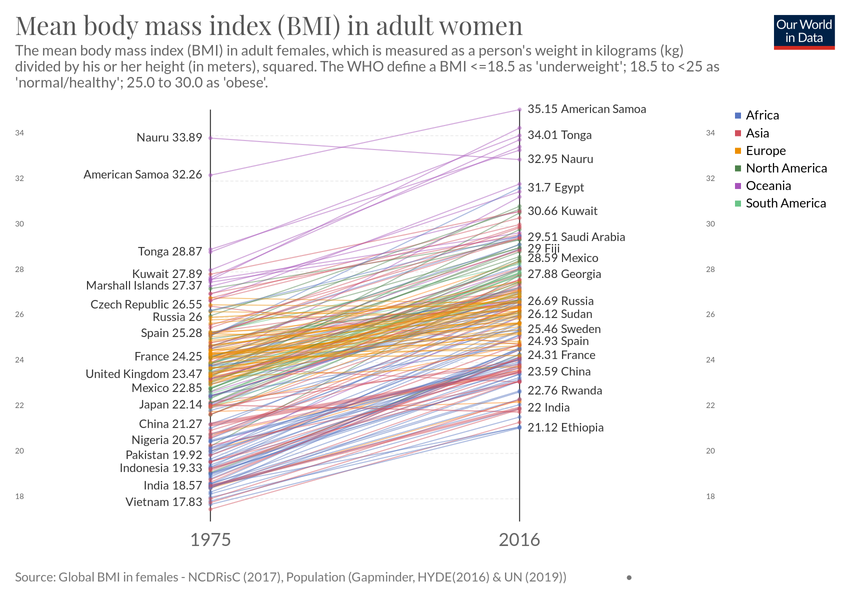 Mean body mass index (BMI) in adult women
Our World
in Data
The mean body mass index (BMI) in adult females, which is measured as a person's weight in kilograms (kg)
divided by his or her height (in meters), squared. The WHO define a BMI <=18.5 as 'underweight'; 18.5 to <25 as
'normal/healthy'; 25.0 to 30.0 as 'obese'.
34
32
30
28
26
24
22
20
18
Nauru 33.89
American Samoa 32.26
Tonga 28.87
Kuwait 27.89
Marshall Islands 27.37
Czech Republic 26.55
Russia 26
Spain 25.28
France 24.25
United Kingdom 23.47
Mexico 22.85
Japan 22.14
China 21.27
Nigeria 20.57
Pakistan 19.92
Indonesia 19.33
India 18.57
Vietnam 17.83
35.15 American Samoa
34.01 Tonga
32.95 Nauru
31.7 Egypt
30.66 Kuwait
29.51 Saudi Arabia
29 Fiji
28.59 Mexico
27.88 Georgia
26.69 Russia
26.12 Sudan
25.46 Sweden
24.93 Spain
24.31 France
23.59 China
22.76 Rwanda
22 India
21.12 Ethiopia
34
32
30
28
26
24
22
20
18
Africa
Asia
Europe
North America
Oceania
South America
1975
2016
Source: Global BMI in females - NCDRisC (2017), Population (Gapminder, HYDE(2016) & UN (2019)) •